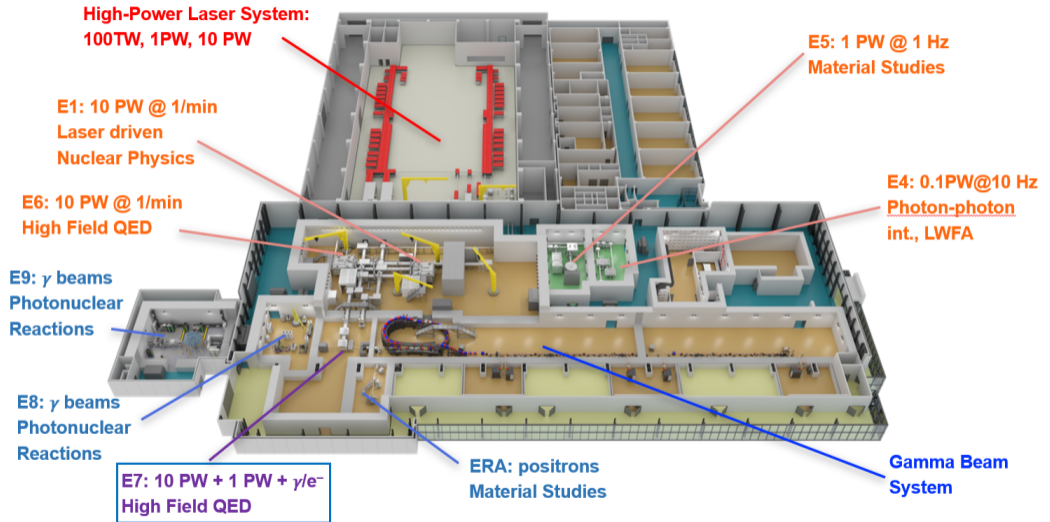 High-Power Laser System:
100TW, 1PW, 10 PW
E5: 1 PW @ 1 Hz
Material Studies
E1: 10 PW @ 1/min
Laser driven
Nuclear Physics
E4: 0.1PW@10 Hz
Photon-photon
int., LWFA
E6: 10 PW @ 1/min
High Field QED
E9: γ beams
Photonuclear
Reactions
E8: γ beams
Photonuclear
Reactions
E7: 10 PW + 1 PW + γ/e⁻
High Field QED
ERA: positrons
Material Studies
Gamma Beam
System